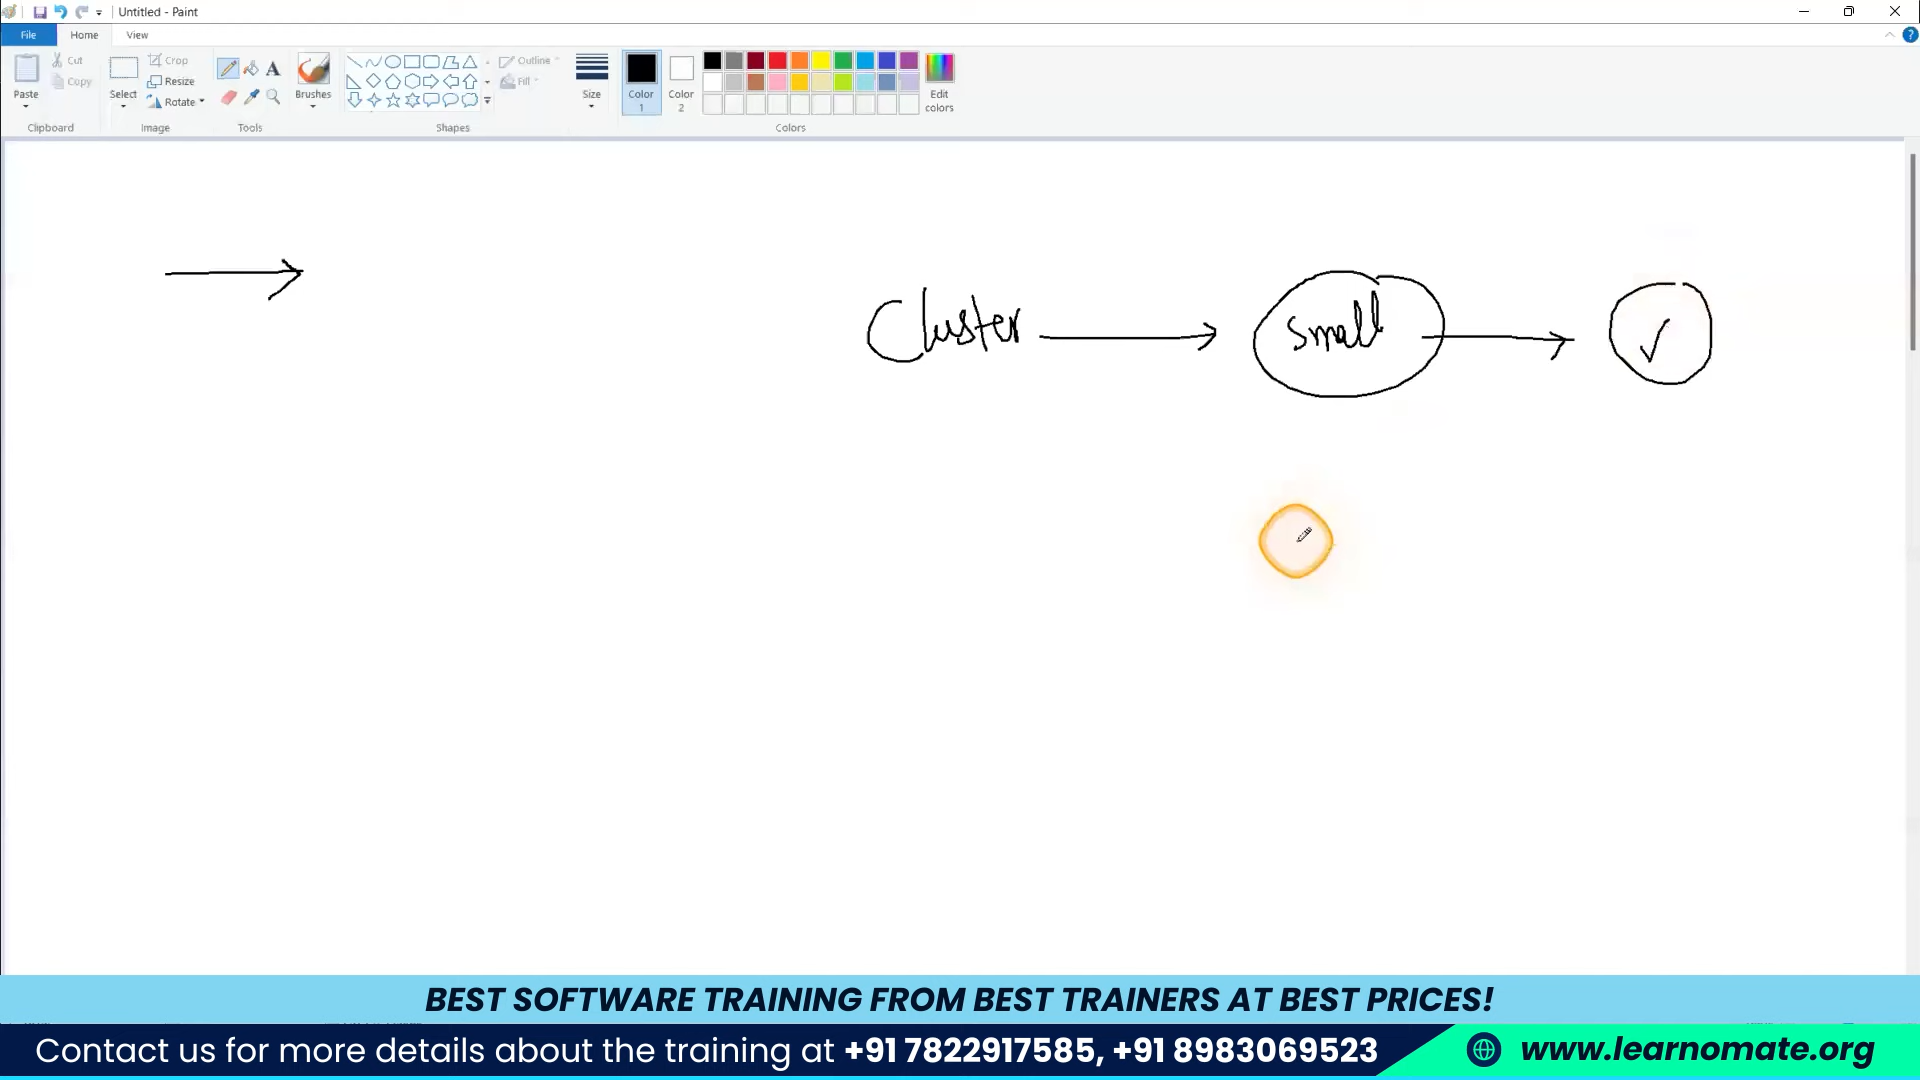 Untitled - Paint
File Home View
Paste
Cut
Copy
Clipboard
Select
Crop
Resize
Rotate
Image
Tools
Brushes
Outline
Fill
Shapes
Size
Color 1
Color 2
Edit colors
Colors
Cluster small ✓
BEST SOFTWARE TRAINING FROM BEST TRAINERS AT BEST PRICES!
Contact us for more details about the training at +91 7822917585, +91 8983069523 www.learnomate.org